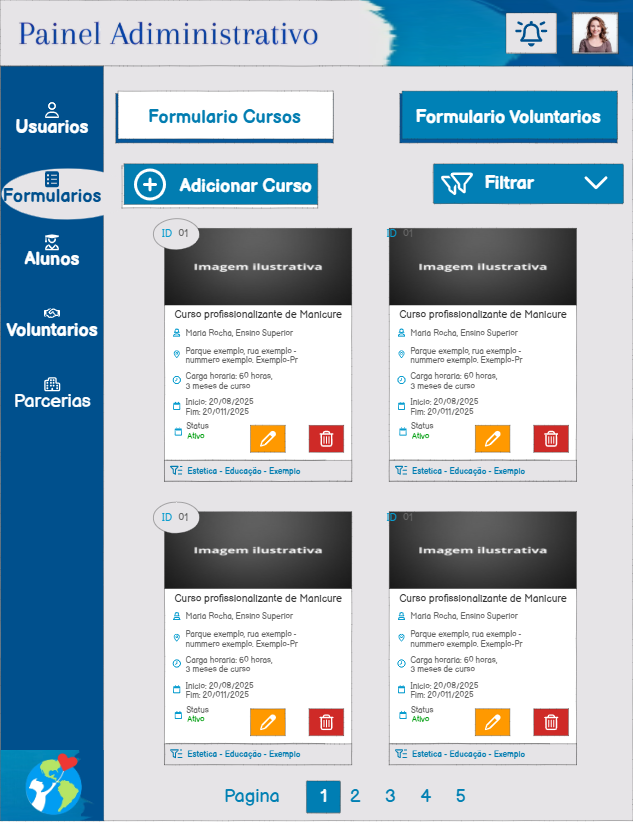 Painel Adiministrativo
Usuarios
Formularios
Alunos
Voluntarios
Parcerias
Formulario Cursos
Formulario Voluntarios
Adicionar Curso
Filtrar
ID 01
Imagem ilustrativa
Curso profissionalizante de Manicure
Maria Rocha, Ensino Superior
Parque exemplo, rua exemplo -
nummero exemplo. Exemplo-Pr
Carga horaria: 60 horas,
3 meses de curso
Inicio: 20/08/2025
Fim: 20/011/2025
Status
Ativo
Estetica - Educação - Exemplo
ID 01
Imagem ilustrativa
Curso profissionalizante de Manicure
Maria Rocha, Ensino Superior
Parque exemplo, rua exemplo -
nummero exemplo. Exemplo-Pr
Carga horaria: 60 horas,
3 meses de curso
Inicio: 20/08/2025
Fim: 20/011/2025
Status
Ativo
Estetica - Educação - Exemplo
ID 01
Imagem ilustrativa
Curso profissionalizante de Manicure
Maria Rocha, Ensino Superior
Parque exemplo, rua exemplo -
nummero exemplo. Exemplo-Pr
Carga horaria: 60 horas,
3 meses de curso
Inicio: 20/08/2025
Fim: 20/011/2025
Status
Ativo
Estetica - Educação - Exemplo
ID 01
Imagem ilustrativa
Curso profissionalizante de Manicure
Maria Rocha, Ensino Superior
Parque exemplo, rua exemplo -
nummero exemplo. Exemplo-Pr
Carga horaria: 60 horas,
3 meses de curso
Inicio: 20/08/2025
Fim: 20/011/2025
Status
Ativo
Estetica - Educação - Exemplo
Pagina 1 2 3 4 5